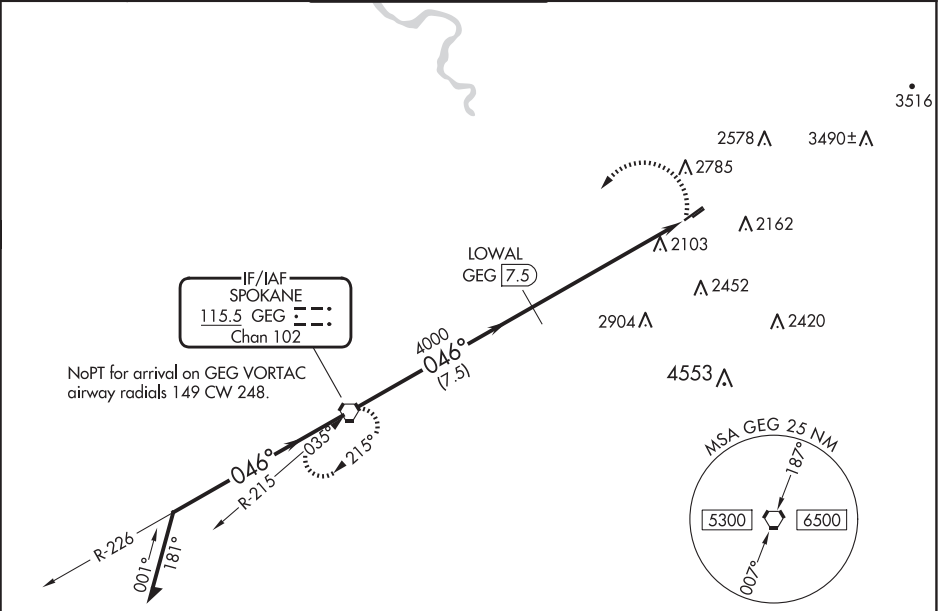 3516
2578
3490±
2785
2162
2103
LOWAL
GEG 7.5
2452
IF/IAF
SPOKANE
115.5 GEG
Chan 102
2904
2420
4000
046°
(7.5)
NoPT for arrival on GEG VORTAC
airway radials 149 CW 248.
4553
MSA GEG 25 NM
187°
5300
6500
007°
046°
035°
215°
R-215
R-226
001°
181°